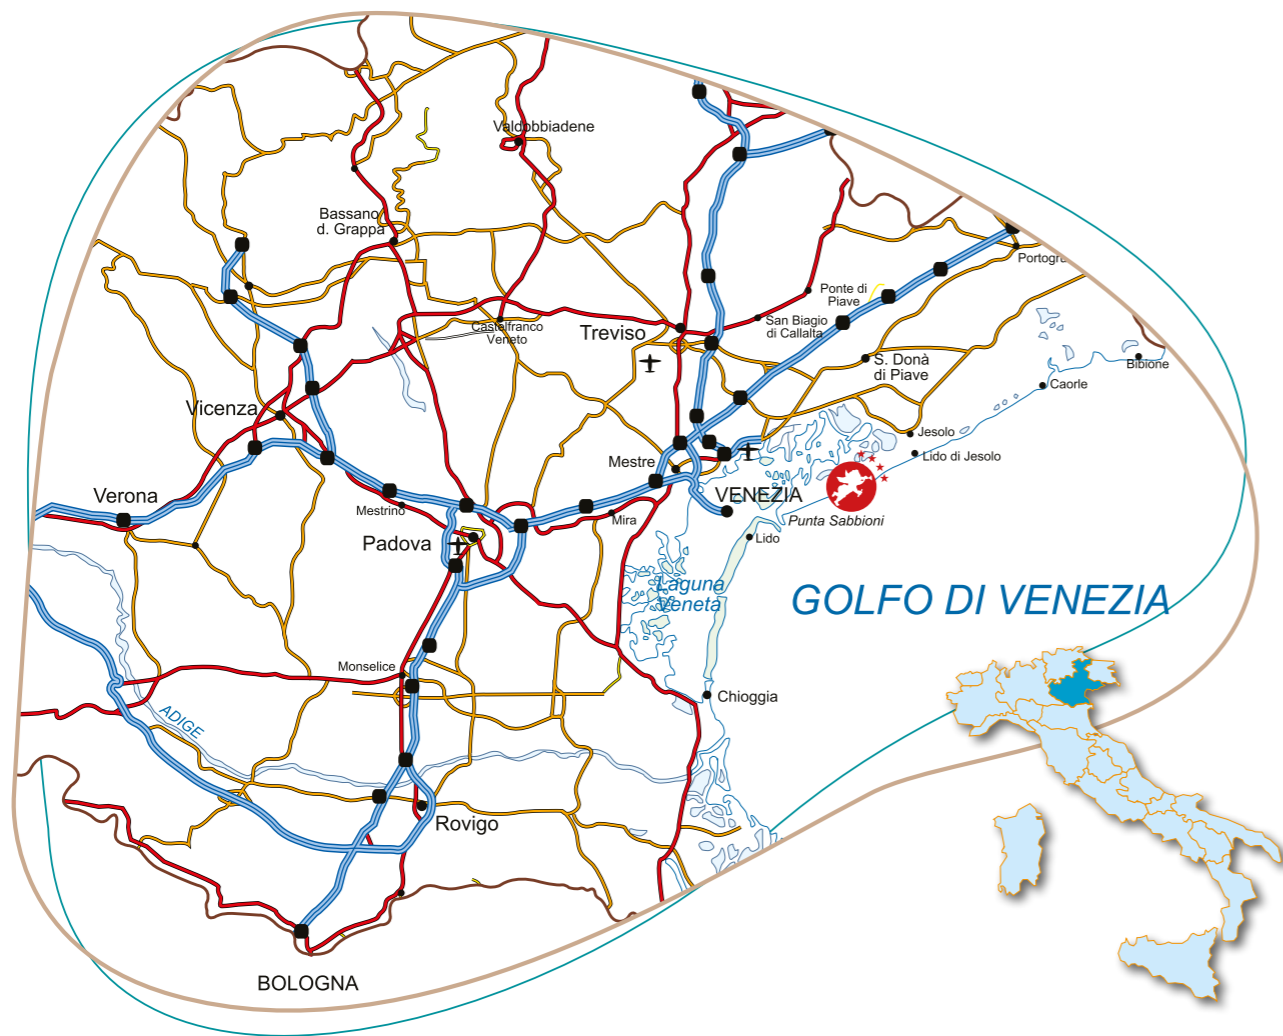 Valdobbiadene
Bassano
d. Grappa
Portogru
Ponte di
Piave
San Biagio
di Callalta
Castelfranco
Veneto
Treviso
S. Donà
di Piave
Bibione
Caorle
Vicenza
Jesolo
Lido di Jesolo
Mestre
Verona
VENEZIA
Mestrino
Mira
Punta Sabbioni
Padova
Lido
Laguna
Veneta
GOLFO DI VENEZIA
Monselice
Chioggia
ADIGE
Rovigo
BOLOGNA